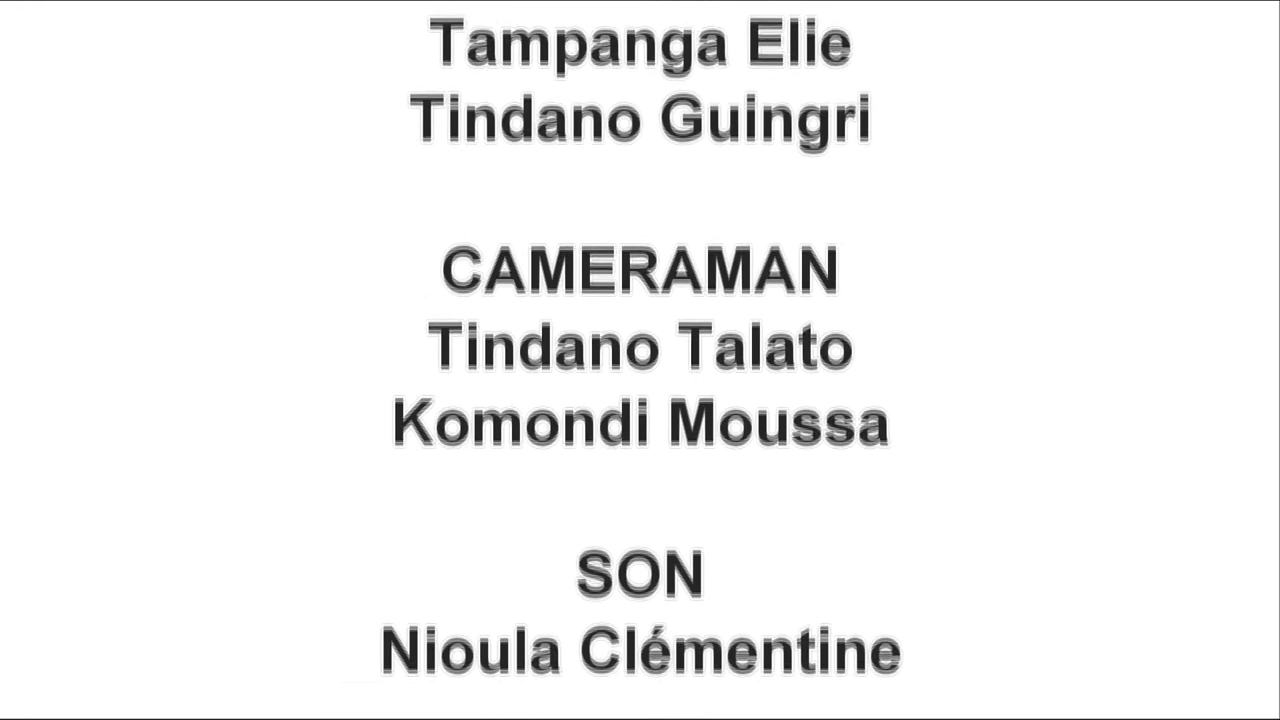 Tampanga Elie
Tindano Guingri
CAMERAMAN
Tindano Talato
Komondi Moussa
SON
Nioula Clémentine